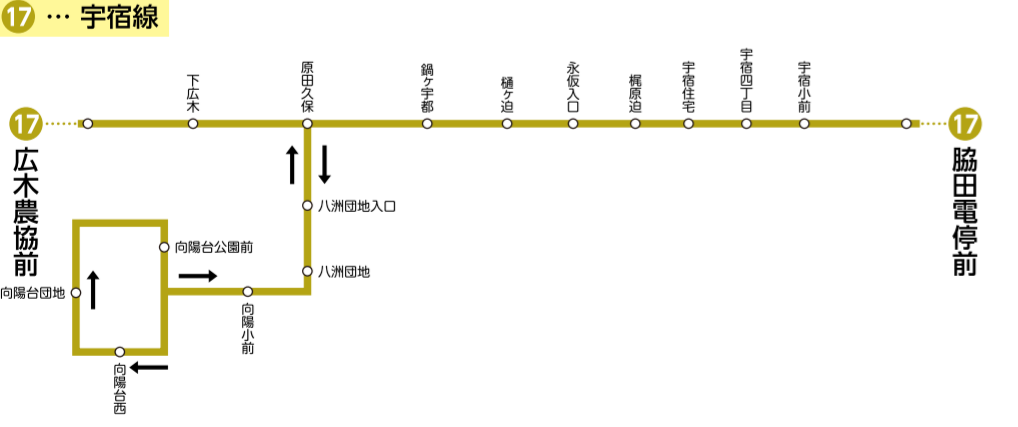 17 … 宇宿線
下広木
原田久保
鍋ヶ宇都
樋ヶ迫
永仮入口
梶原迫
宇宿住宅
宇宿四丁目
宇宿小前
17
広木農協前
17
脇田電停前
八洲団地入口
八洲団地
向陽台公園前
向陽台団地
向陽小前
向陽台西